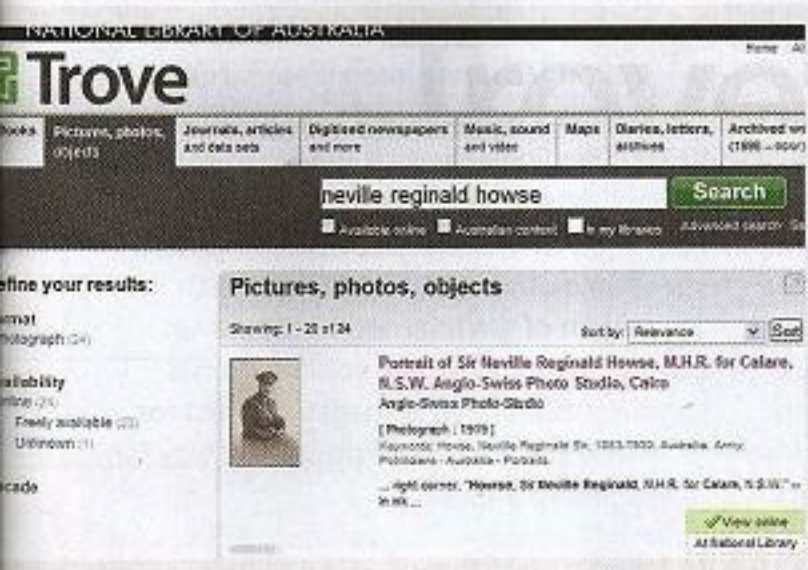 NATIONAL LIBRARY OF AUSTRALIA
Trove
Home
Pictures, photos, objects
Journals, articles and data sets
Digitised newspapers and more
Music, sound and video
Maps
Diaries, letters, archives
Archived
neville reginald howse
Search
Available online
Australian content
In my libraries
Advanced search
efine your results:
Pictures, photos, objects
Showing: 1 - 20 of 24
Sort by: Relevance
Sort
rmat
hotograph (24)
Portrait of Sir Neville Reginald Howse, M.H.R. for Calare,
N.S.W. Anglo-Swiss Photo Studio, Cairo
Anglo-Swiss Photo-Studio
ailability
nline (24)
Freely available (23)
Unknown (1)
[ Photograph : 1919 ]
Keywords: Howse, Neville Reginald Sir, Australia. Army;
Politicians - Australia - Portraits.
ecade
... right corner, "Howse, Sir Neville Reginald, M.H.R. for Calare, N.S.W."
in ink ...
View online
At National Library